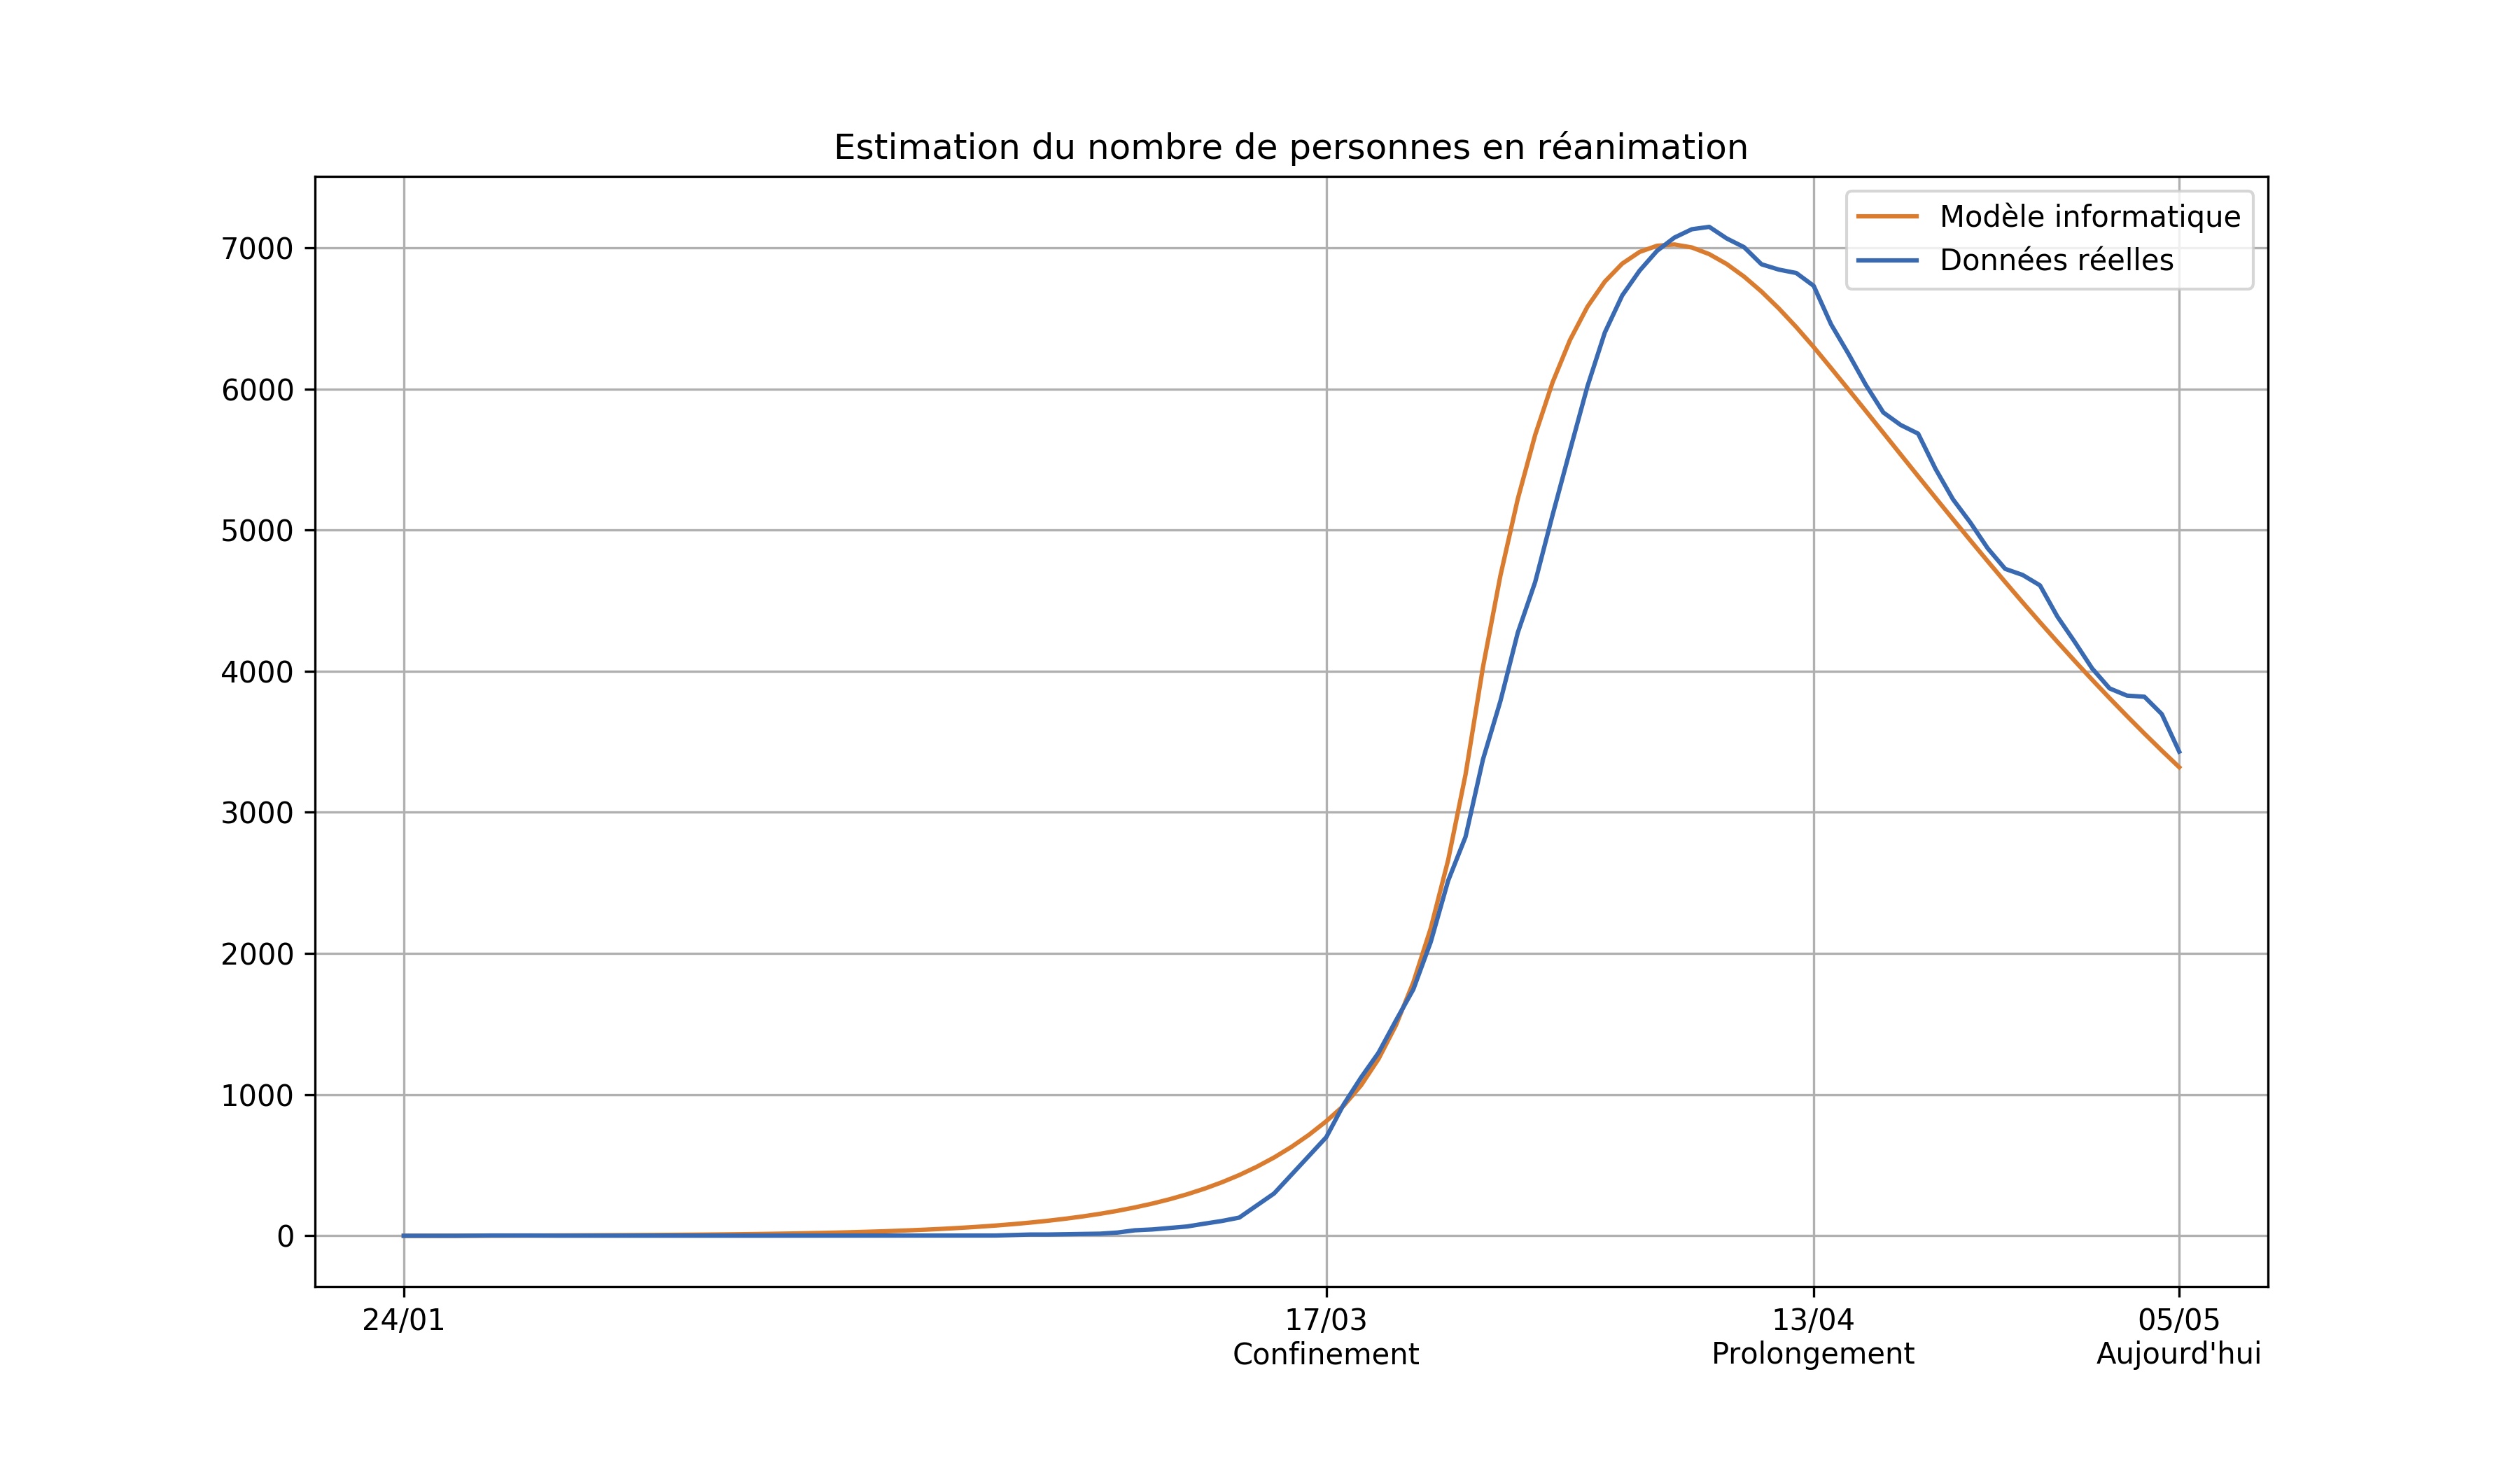 Estimation du nombre de personnes en réanimation
Modèle informatique
Données réelles
7000
6000
5000
4000
3000
2000
1000
0
24/01
17/03
Confinement
13/04
Prolongement
05/05
Aujourd'hui